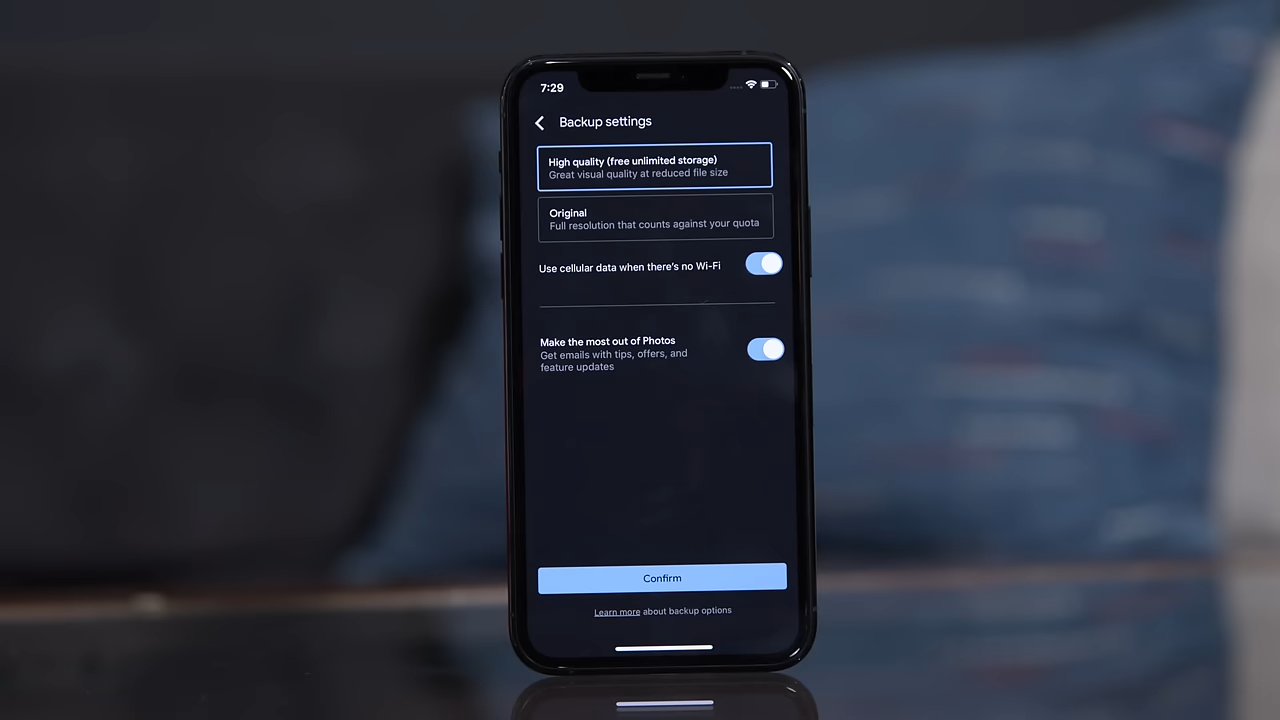 7:29
Backup settings
High quality (free unlimited storage)
Great visual quality at reduced file size
Original
Full resolution that counts against your quota
Use cellular data when there's no Wi-Fi
Make the most out of Photos
Get emails with tips, offers, and
feature updates
Confirm
Learn more about backup options